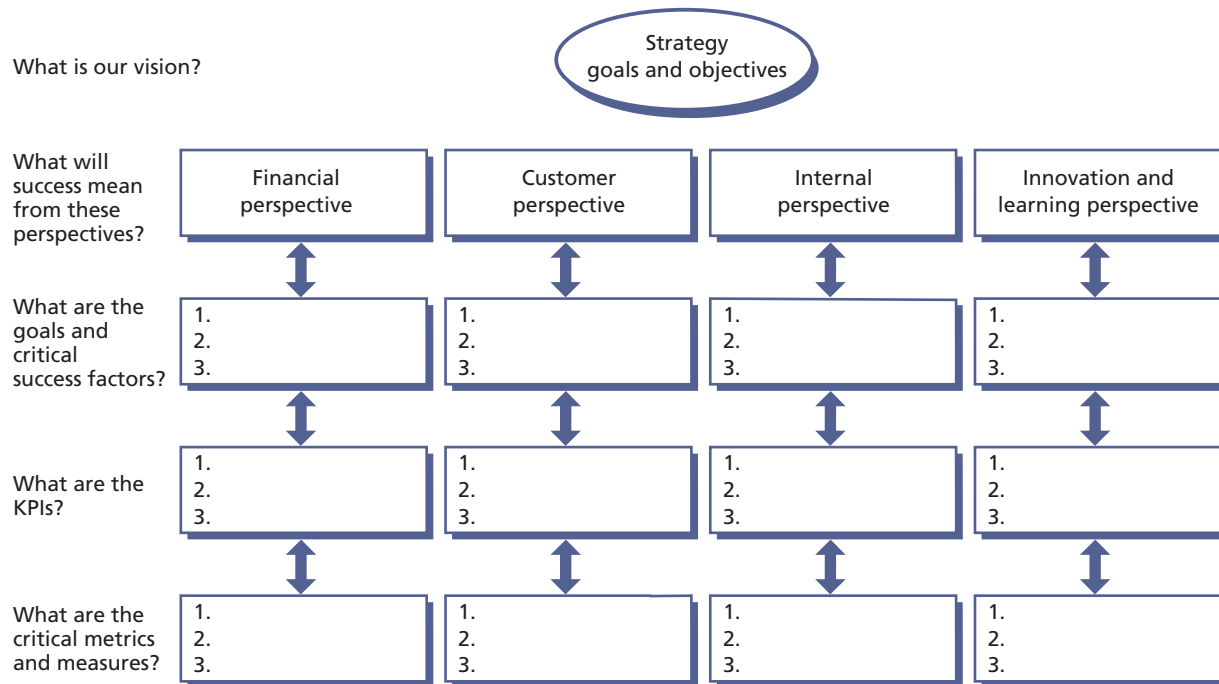 What is our vision?
Strategy
goals and objectives
What will
success mean
from these
perspectives?
Financial
perspective
Customer
perspective
Internal
perspective
Innovation and
learning perspective
What are the
goals and
critical
success factors?
1.
2.
3.
1.
2.
3.
1.
2.
3.
1.
2.
3.
What are the
KPIs?
1.
2.
3.
1.
2.
3.
1.
2.
3.
1.
2.
3.
What are the
critical metrics
and measures?
1.
2.
3.
1.
2.
3.
1.
2.
3.
1.
2.
3.